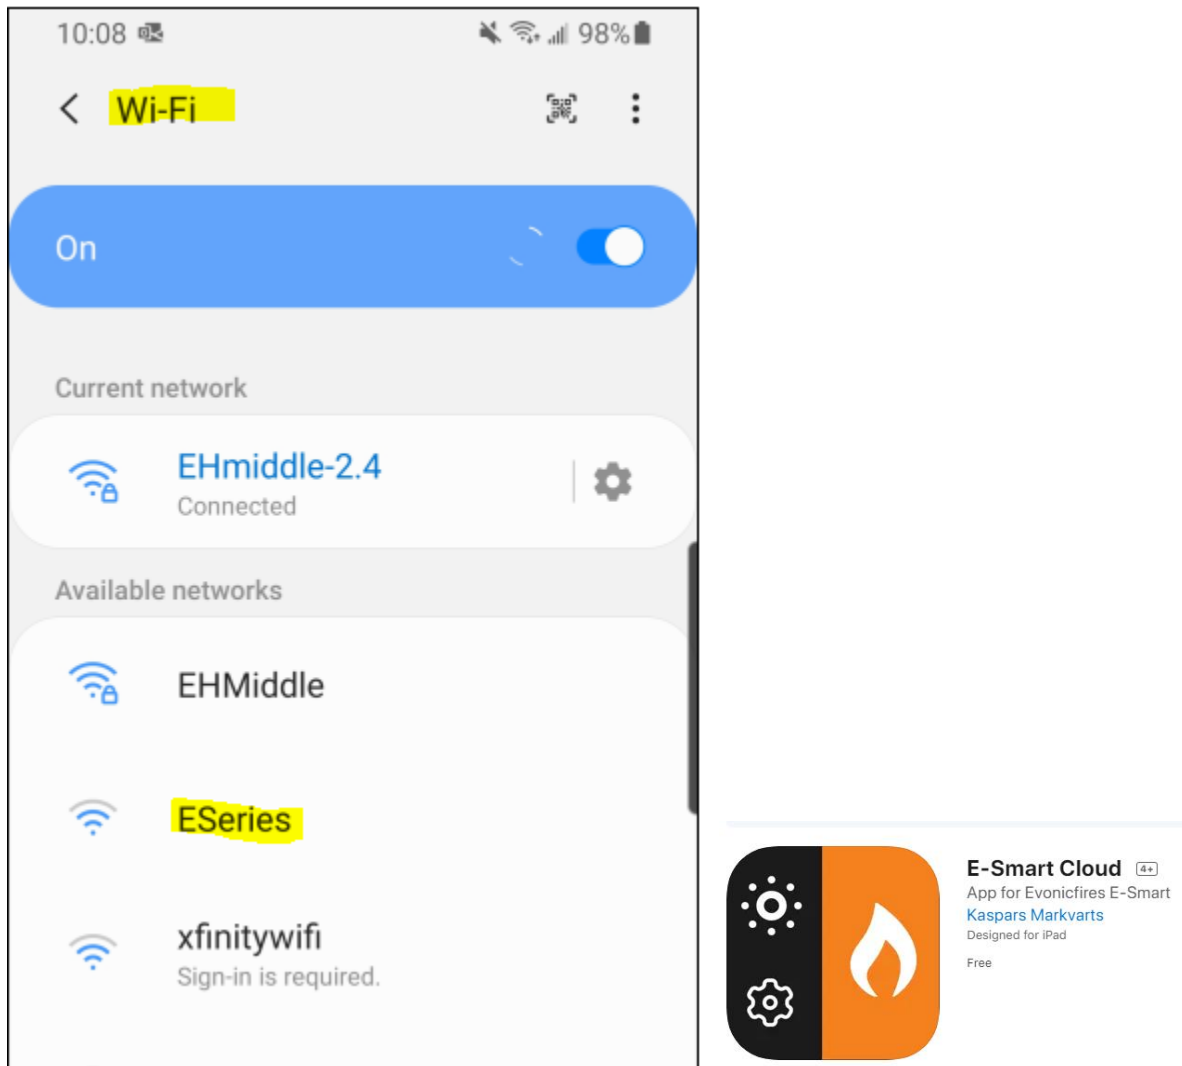 10:08 98%
Wi-Fi
On
Current network
EHmiddle-2.4
Connected
Available networks
EHMiddle
ESeries
xfinitywifi
Sign-in is required.
E-Smart Cloud 4+
App for Evonicfires E-Smart
Kaspars Markvarts
Designed for iPad
Free